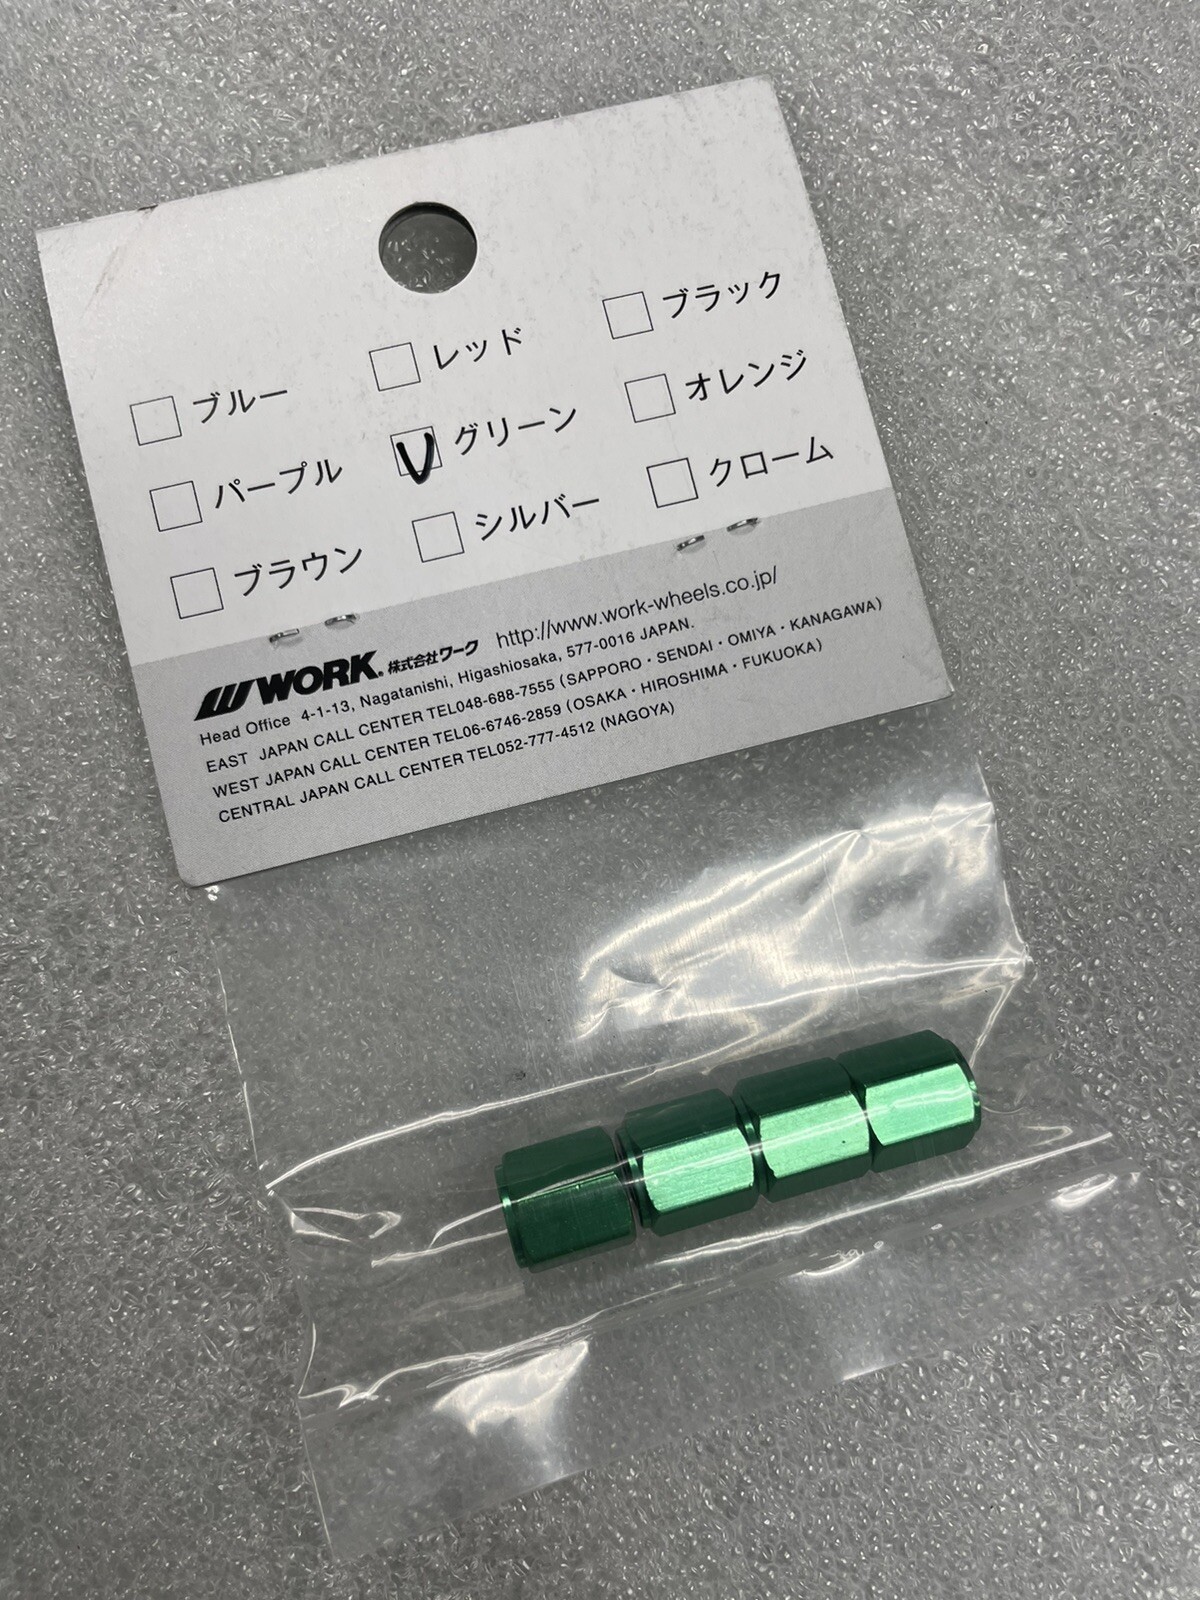 ブルー レッド ブラック
パープル グリーン オレンジ
ブラウン シルバー クローム
WORK 株式会社ワーク http://www.work-wheels.co.jp/
Head Office 4-1-13, Nagatanishi, Higashiosaka, 577-0016 JAPAN.
EAST JAPAN CALL CENTER TEL048-688-7555 (SAPPORO・SENDAI・OMIYA・KANAGAWA)
WEST JAPAN CALL CENTER TEL06-6746-2859 (OSAKA・HIROSHIMA・FUKUOKA)
CENTRAL JAPAN CALL CENTER TEL052-777-4512 (NAGOYA)